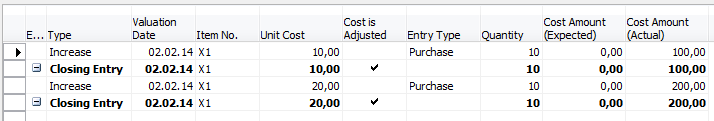 E... Type Valuation Date Item No. Unit Cost Cost is Adjusted Entry Type Quantity Cost Amount (Expected) Cost Amount (Actual)
Increase 02.02.14 X1 10,00 Purchase 10 0,00 100,00
Closing Entry 02.02.14 X1 10,00 10 0,00 100,00
Increase 02.02.14 X1 20,00 Purchase 10 0,00 200,00
Closing Entry 02.02.14 X1 20,00 10 0,00 200,00